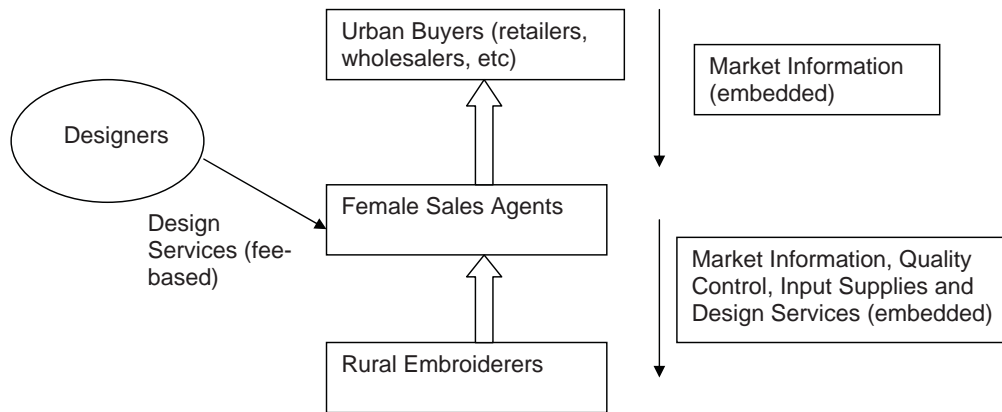 Urban Buyers (retailers,
wholesalers, etc)
Market Information
(embedded)
Designers
Female Sales Agents
Design
Services (fee-
based)
Market Information, Quality
Control, Input Supplies and
Design Services (embedded)
Rural Embroiderers